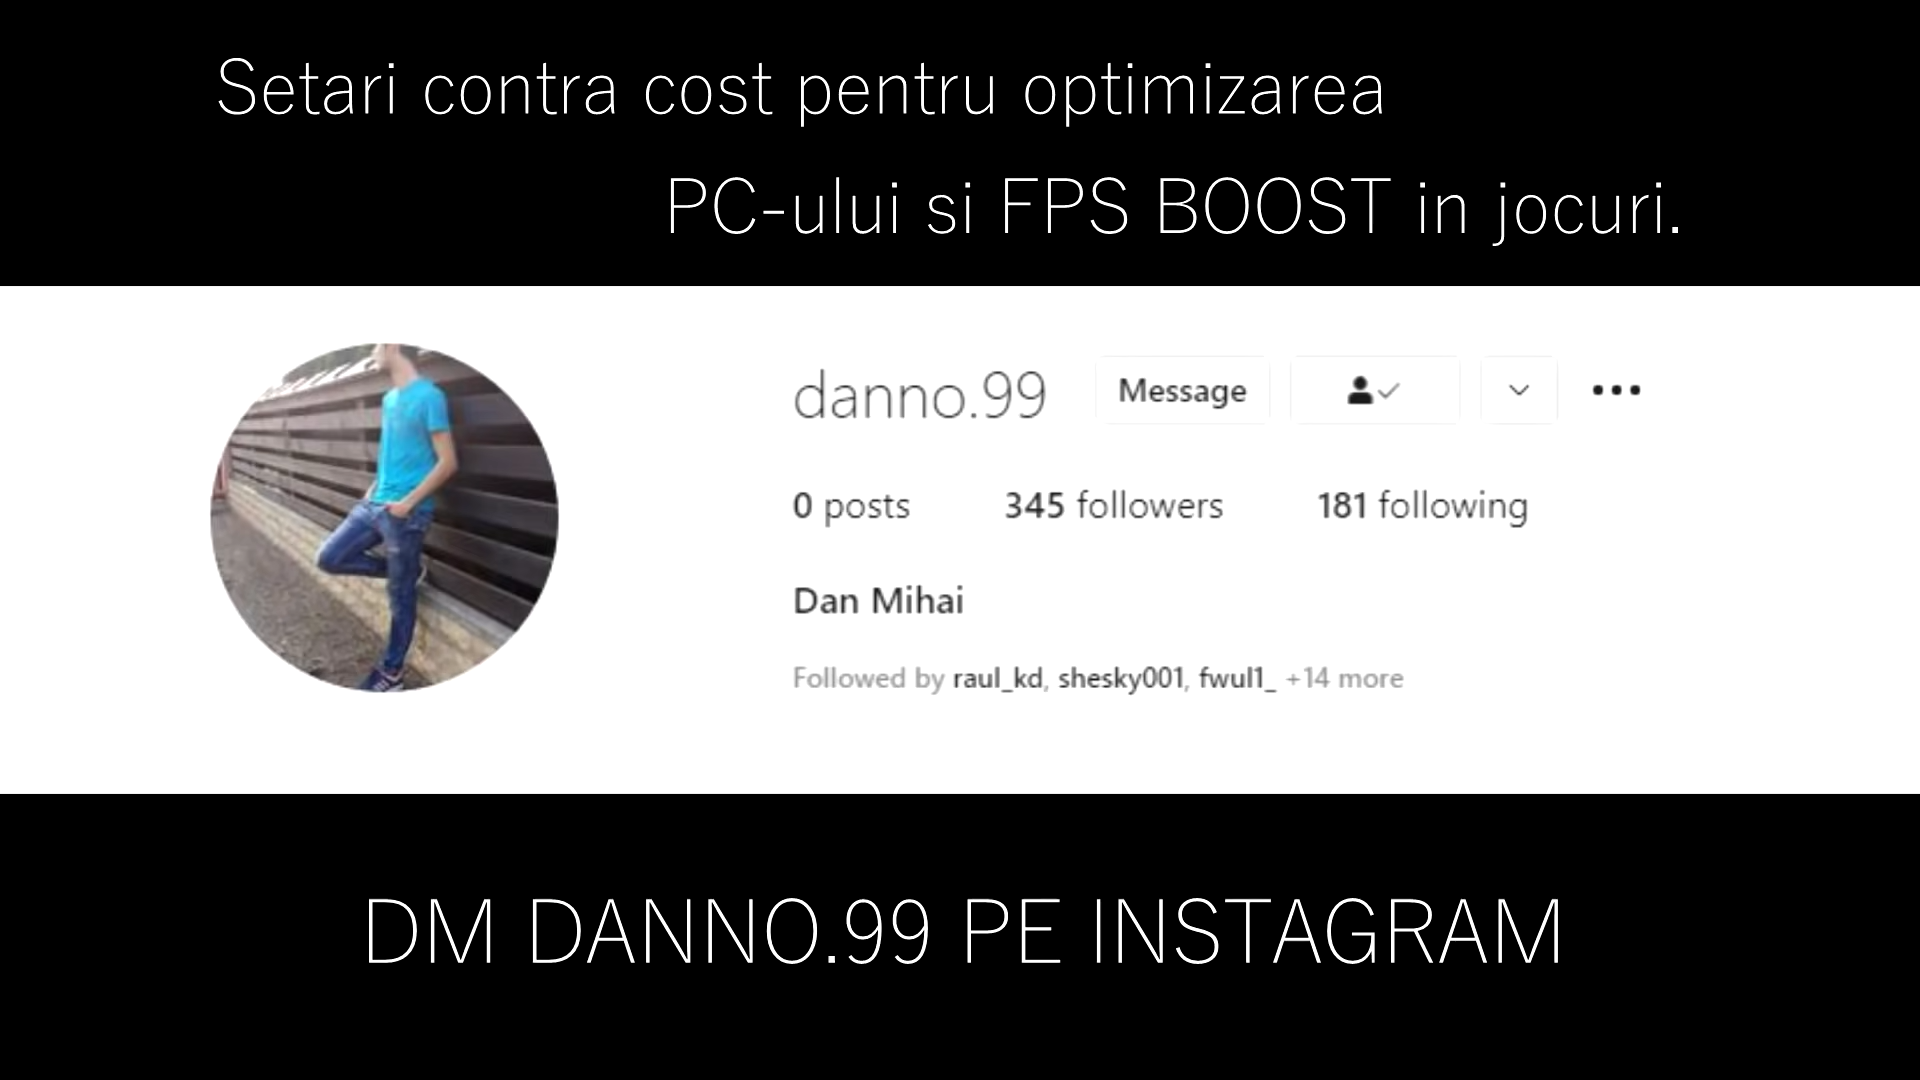 Setari contra cost pentru optimizarea
PC-ului si FPS BOOST in jocuri.
danno.99 Message
0 posts 345 followers 181 following
Dan Mihai
Followed by raul_kd, shesky001, fwul1_ +14 more
DM DANNO.99 PE INSTAGRAM